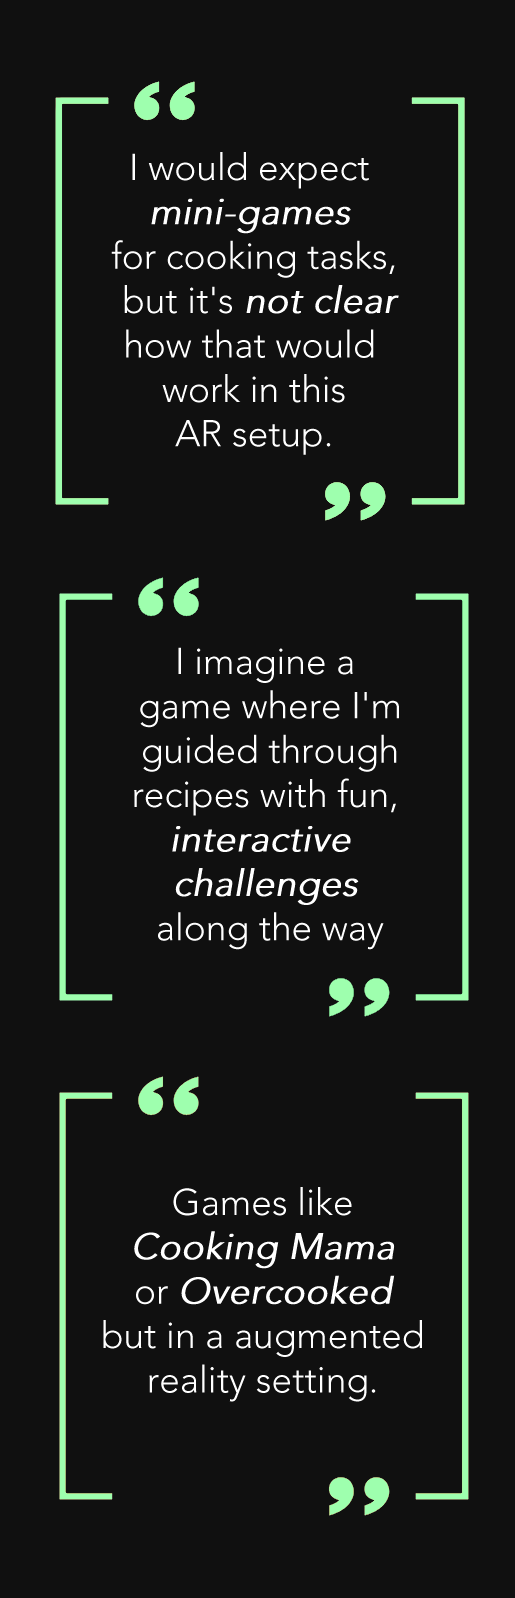 “
I would expect
mini-games
for cooking tasks,
but it's not clear
how that would
work in this
AR setup.
”
“
I imagine a
game where I'm
guided through
recipes with fun,
interactive
challenges
along the way
”
“
Games like
Cooking Mama
or Overcooked
but in a augmented
reality setting.
”